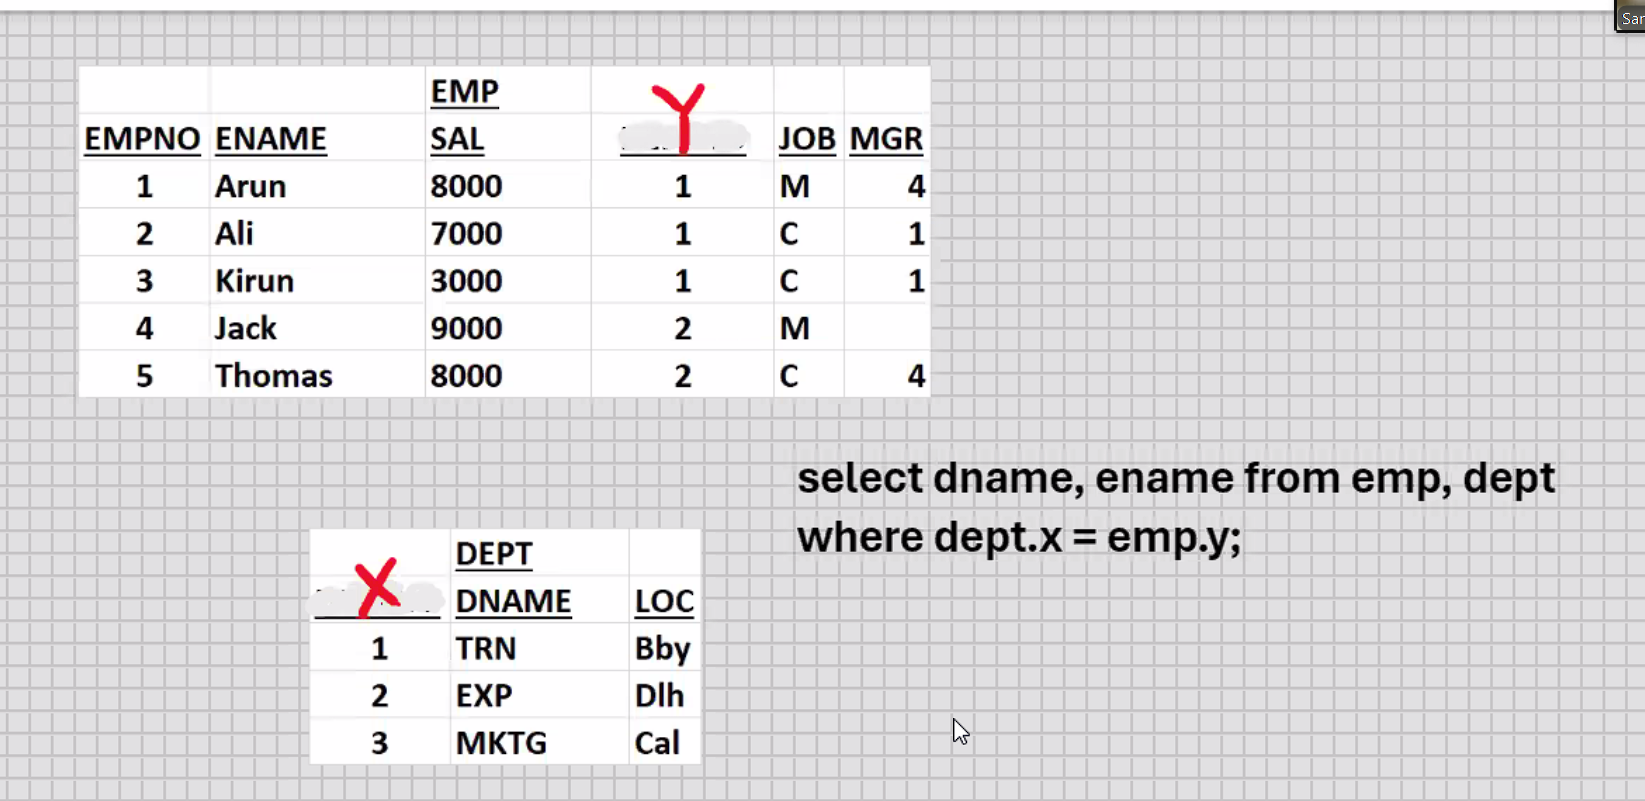 Sar
EMP
Y
EMPNO ENAME SAL JOB MGR
1 Arun 8000 1 M 4
2 Ali 7000 1 C 1
3 Kirun 3000 1 C 1
4 Jack 9000 2 M
5 Thomas 8000 2 C 4
select dname, ename from emp, dept
where dept.x = emp.y;
DEPT
X
DNAME LOC
1 TRN Bby
2 EXP Dlh
3 MKTG Cal